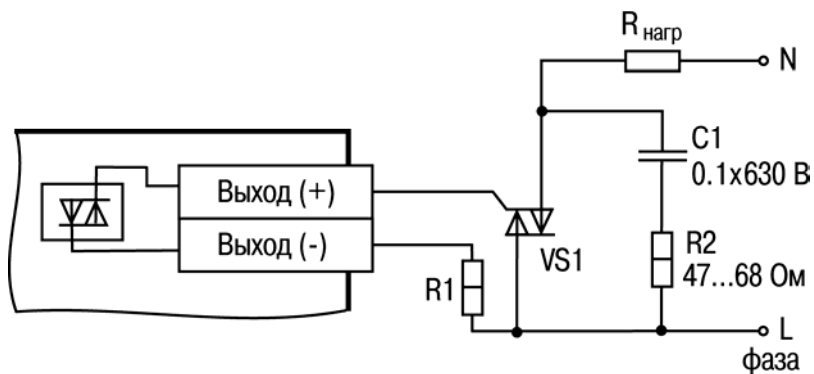 R нагр
N
C1
0.1x630 В
Выход (+)
Выход (-)
VS1
R1
R2
47...68 Ом
L
фаза